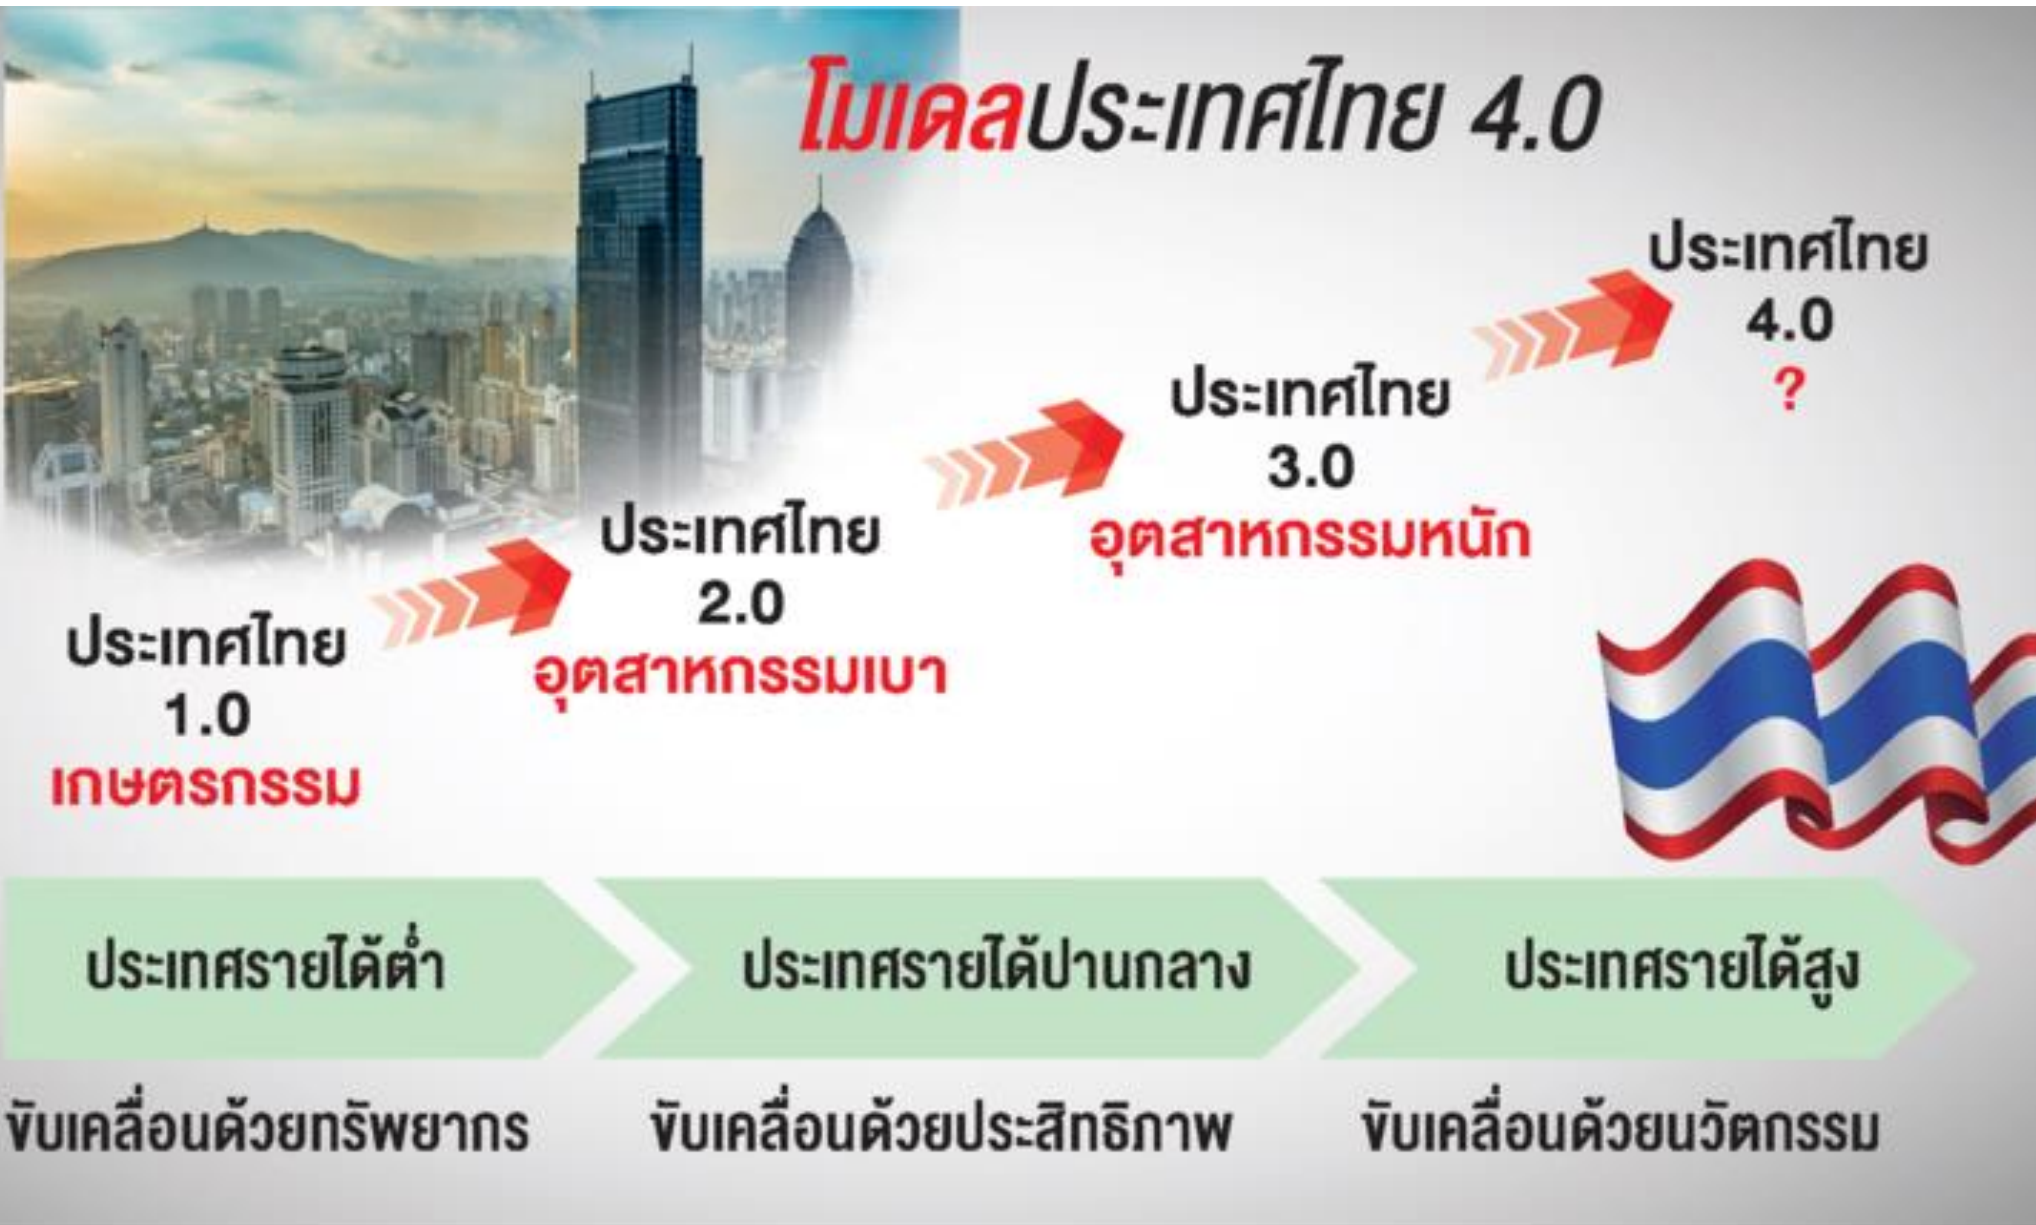 โมเดลประเทศไทย 4.0
ประเทศไทย
1.0
เกษตรกรรม
ประเทศไทย
2.0
อุตสาหกรรมเบา
ประเทศไทย
3.0
อุตสาหกรรมหนัก
ประเทศไทย
4.0
?
ประเทศรายได้ต่ำ
ประเทศรายได้ปานกลาง
ประเทศรายได้สูง
ขับเคลื่อนด้วยทรัพยากร
ขับเคลื่อนด้วยประสิทธิภาพ
ขับเคลื่อนด้วยนวัตกรรม